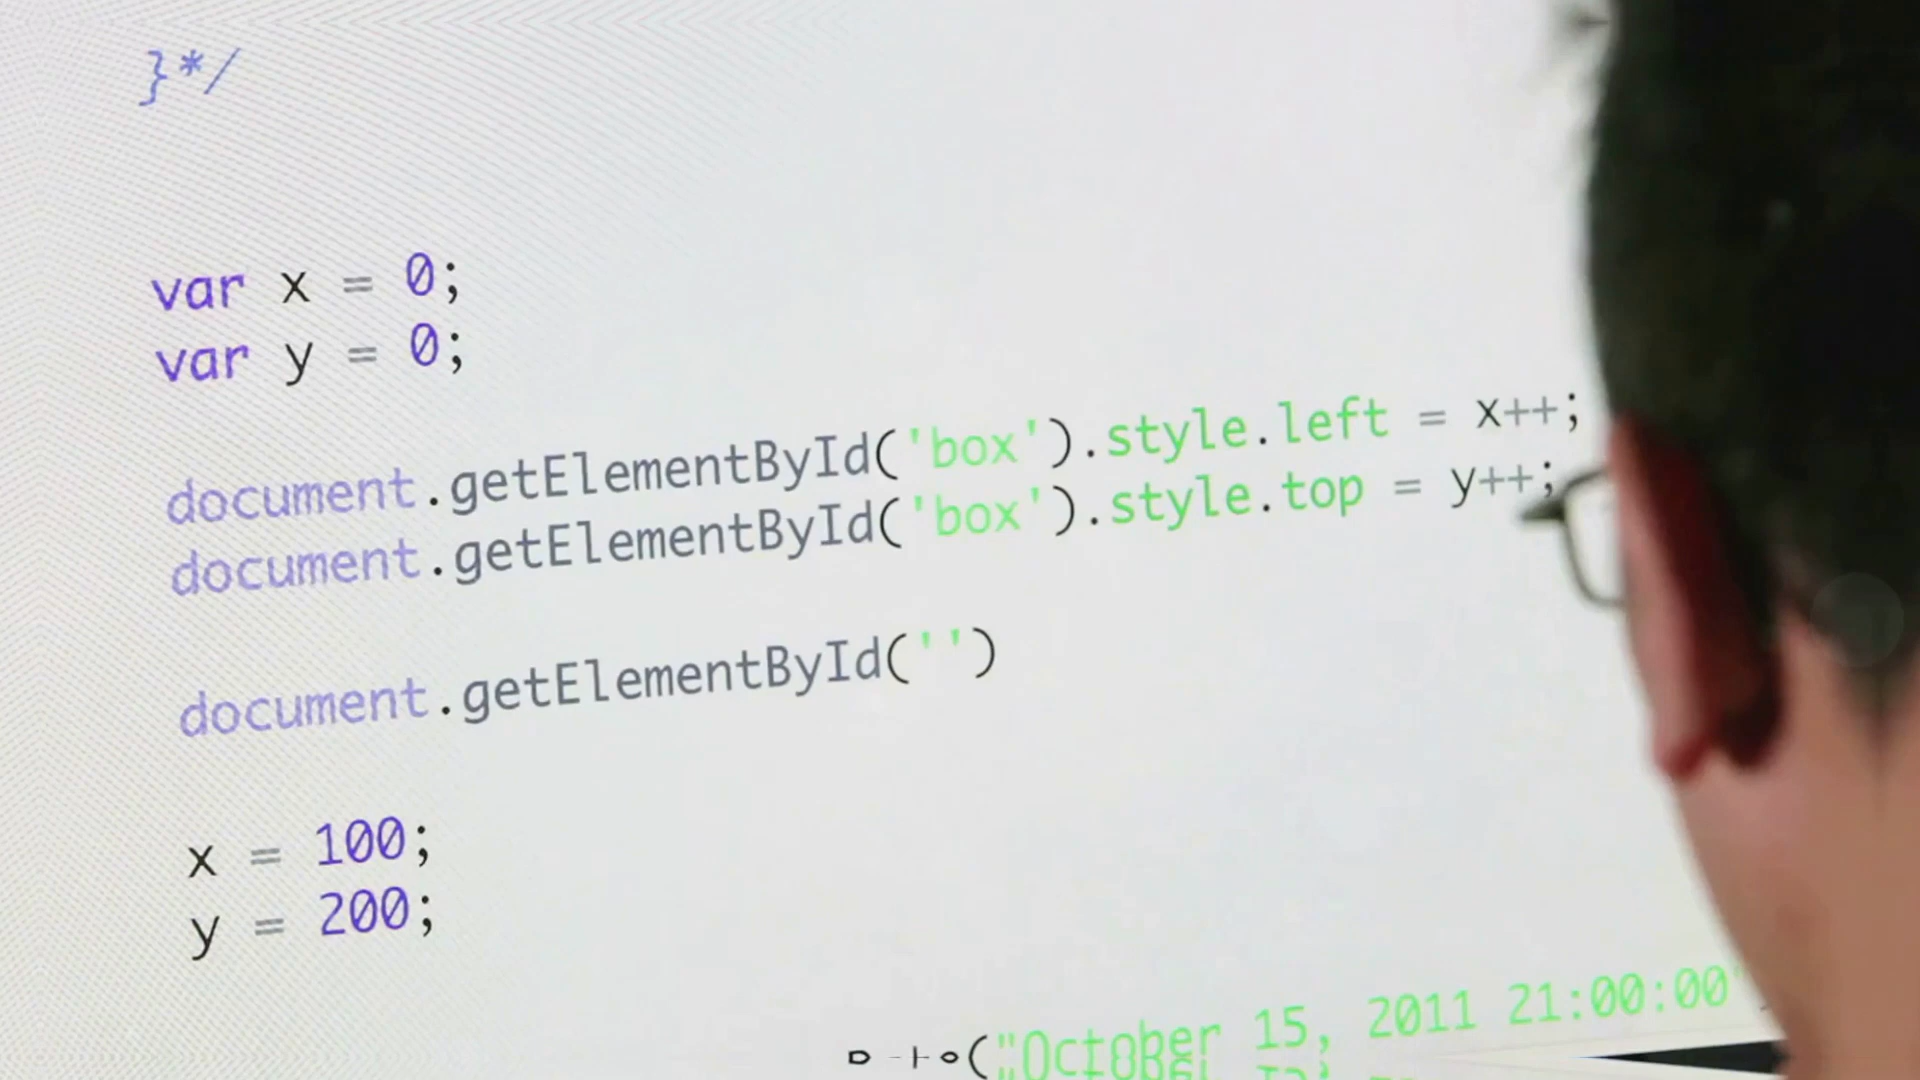 }*/
var x = 0;
var y = 0;
document.getElementById('box').style.left = x++;
document.getElementById('box').style.top = y++;
document.getElementById('')
x = 100;
y = 200;
("October 15, 2011 21:00:00"